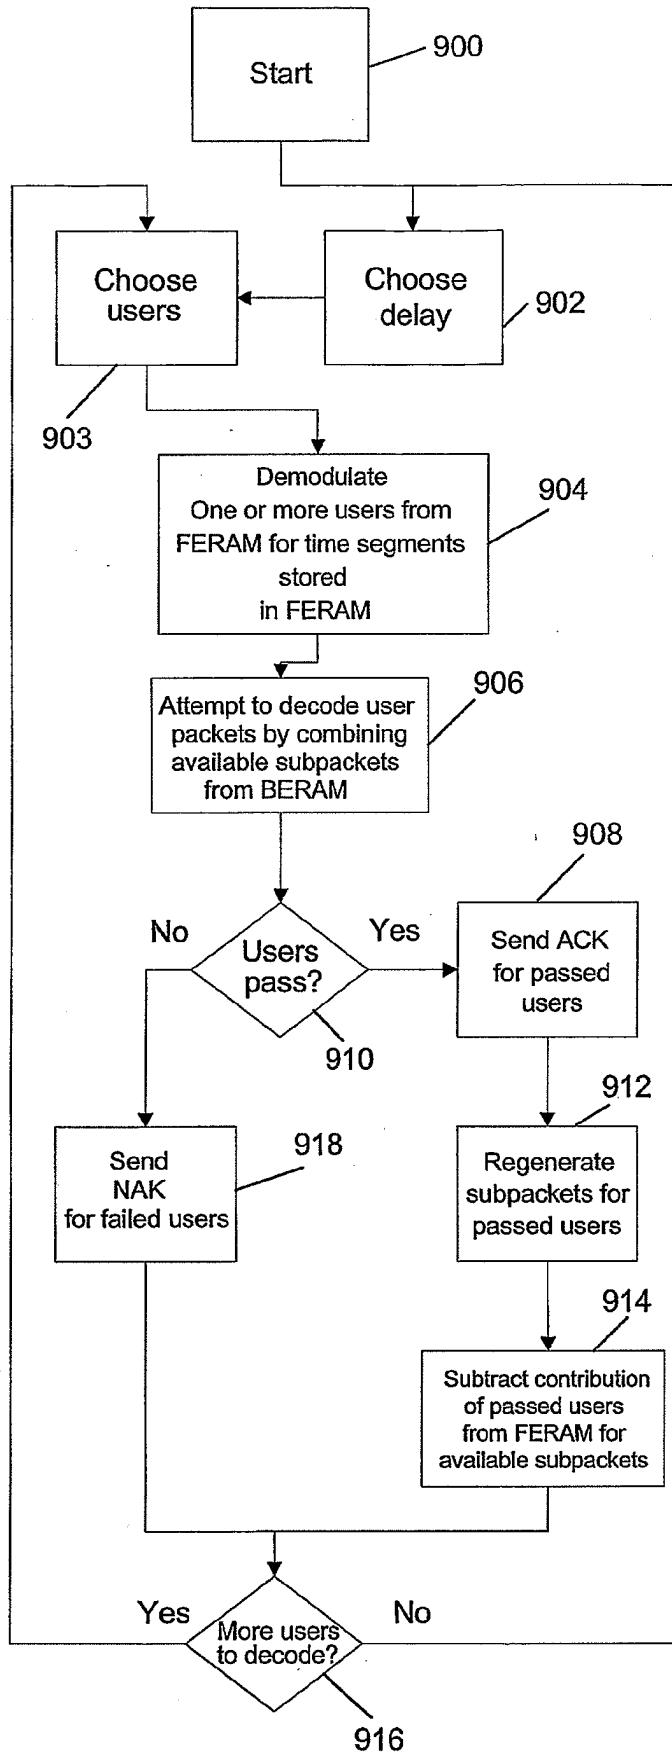 Start
900
Choose
users
903
Choose
delay
902
Demodulate
One or more users from
FERAM for time segments
stored
in FERAM
904
Attempt to decode user
packets by combining
available subpackets
from BERAM
906
908
No
Users
pass?
Yes
910
Send ACK
for passed
users
912
Send
NAK
for failed users
918
Regenerate
subpackets for
passed users
914
Subtract contribution
of passed users
from FERAM for
available subpackets
Yes
More users
to decode?
No
916